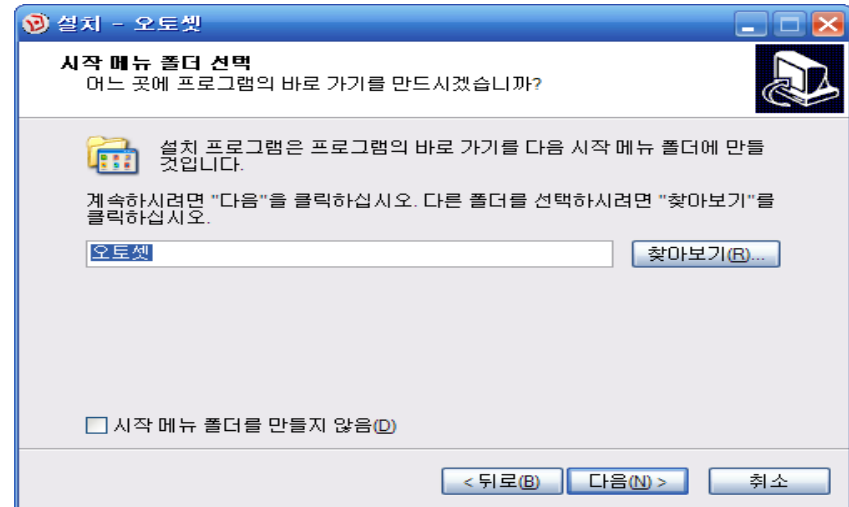 설치 - 오토셋
시작 메뉴 폴더 선택
어느 곳에 프로그램의 바로 가기를 만드시겠습니까?
설치 프로그램은 프로그램의 바로 가기를 다음 시작 메뉴 폴더에 만들
것입니다.
계속하시려면 "다음"을 클릭하십시오. 다른 폴더를 선택하시려면 "찾아보기"를
클릭하십시오.
오토셋
찾아보기(R)...
시작 메뉴 폴더를 만들지 않음(D)
< 뒤로(B) 다음(N) > 취소